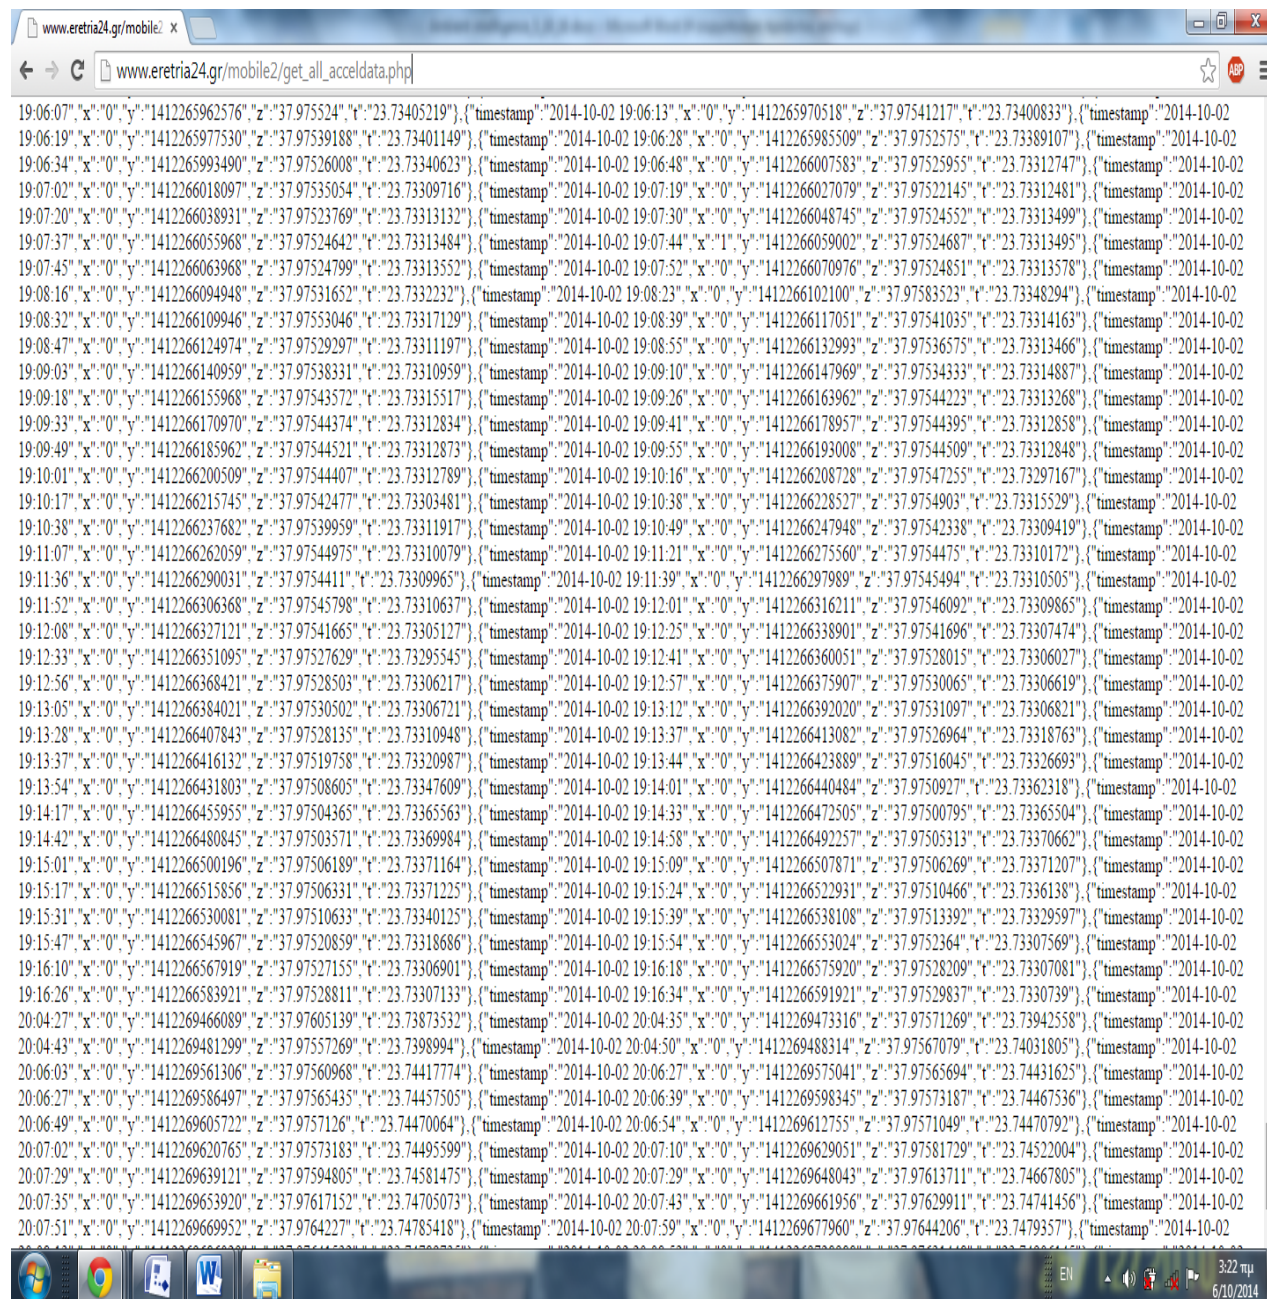 www.eretria24.gr/mobile2
www.eretria24.gr/mobile2/get_all_acceldata.php
ABP
19:06:07","x":"0","y":"1412265962576","z":"37.975524","t":"23.73405219"},{"timestamp":"2014-10-02 19:06:13","x":"0","y":"1412265970518","z":"37.97541217","t":"23.73400833"},{"timestamp":"2014-10-02
19:06:19","x":"0","y":"1412265977530","z":"37.97539188","t":"23.73401149"},{"timestamp":"2014-10-02 19:06:28","x":"0","y":"1412265985509","z":"37.9752575","t":"23.73389107"},{"timestamp":"2014-10-02
19:06:34","x":"0","y":"1412265993490","z":"37.97526008","t":"23.73340623"},{"timestamp":"2014-10-02 19:06:48","x":"0","y":"1412266007583","z":"37.97525955","t":"23.73312747"},{"timestamp":"2014-10-02
19:07:02","x":"0","y":"1412266018097","z":"37.97535054","t":"23.73309716"},{"timestamp":"2014-10-02 19:07:19","x":"0","y":"1412266027079","z":"37.97522145","t":"23.73312481"},{"timestamp":"2014-10-02
19:07:20","x":"0","y":"1412266038931","z":"37.97523769","t":"23.73313132"},{"timestamp":"2014-10-02 19:07:30","x":"0","y":"1412266048745","z":"37.97524552","t":"23.73313499"},{"timestamp":"2014-10-02
19:07:37","x":"0","y":"1412266055968","z":"37.97524642","t":"23.73313484"},{"timestamp":"2014-10-02 19:07:44","x":"1","y":"1412266059002","z":"37.97524687","t":"23.73313495"},{"timestamp":"2014-10-02
19:07:45","x":"0","y":"1412266063968","z":"37.97524799","t":"23.73313552"},{"timestamp":"2014-10-02 19:07:52","x":"0","y":"1412266070976","z":"37.97524851","t":"23.73313578"},{"timestamp":"2014-10-02
19:08:16","x":"0","y":"1412266094948","z":"37.97531652","t":"23.7332232"},{"timestamp":"2014-10-02 19:08:23","x":"0","y":"1412266102100","z":"37.97583523","t":"23.73348294"},{"timestamp":"2014-10-02
19:08:32","x":"0","y":"1412266109946","z":"37.97553046","t":"23.73317129"},{"timestamp":"2014-10-02 19:08:39","x":"0","y":"1412266117051","z":"37.97541035","t":"23.73314163"},{"timestamp":"2014-10-02
19:08:47","x":"0","y":"1412266124974","z":"37.97529297","t":"23.73311197"},{"timestamp":"2014-10-02 19:08:55","x":"0","y":"1412266132993","z":"37.97536575","t":"23.73313466"},{"timestamp":"2014-10-02
19:09:03","x":"0","y":"1412266140959","z":"37.97538331","t":"23.73310959"},{"timestamp":"2014-10-02 19:09:10","x":"0","y":"1412266147969","z":"37.97534333","t":"23.73314887"},{"timestamp":"2014-10-02
19:09:18","x":"0","y":"1412266155968","z":"37.97543572","t":"23.73315517"},{"timestamp":"2014-10-02 19:09:26","x":"0","y":"1412266163962","z":"37.97544223","t":"23.73313268"},{"timestamp":"2014-10-02
19:09:33","x":"0","y":"1412266170970","z":"37.97544374","t":"23.73312834"},{"timestamp":"2014-10-02 19:09:41","x":"0","y":"1412266178957","z":"37.97544395","t":"23.73312858"},{"timestamp":"2014-10-02
19:09:49","x":"0","y":"1412266185962","z":"37.97544521","t":"23.73312873"},{"timestamp":"2014-10-02 19:09:55","x":"0","y":"1412266193008","z":"37.97544509","t":"23.73312848"},{"timestamp":"2014-10-02
19:10:01","x":"0","y":"1412266200509","z":"37.97544407","t":"23.73312789"},{"timestamp":"2014-10-02 19:10:16","x":"0","y":"1412266208728","z":"37.97547255","t":"23.73297167"},{"timestamp":"2014-10-02
19:10:17","x":"0","y":"1412266215745","z":"37.97542477","t":"23.73303481"},{"timestamp":"2014-10-02 19:10:38","x":"0","y":"1412266228527","z":"37.9754903","t":"23.73315529"},{"timestamp":"2014-10-02
19:10:38","x":"0","y":"1412266237682","z":"37.97539959","t":"23.73311917"},{"timestamp":"2014-10-02 19:10:49","x":"0","y":"1412266247948","z":"37.97542338","t":"23.73309419"},{"timestamp":"2014-10-02
19:11:07","x":"0","y":"1412266262059","z":"37.97544975","t":"23.73310079"},{"timestamp":"2014-10-02 19:11:21","x":"0","y":"1412266275560","z":"37.9754475","t":"23.73310172"},{"timestamp":"2014-10-02
19:11:36","x":"0","y":"1412266290031","z":"37.9754411","t":"23.73309965"},{"timestamp":"2014-10-02 19:11:39","x":"0","y":"1412266297989","z":"37.97545494","t":"23.73310505"},{"timestamp":"2014-10-02
19:11:52","x":"0","y":"1412266306368","z":"37.97545798","t":"23.73310637"},{"timestamp":"2014-10-02 19:12:01","x":"0","y":"1412266316211","z":"37.97546092","t":"23.73309865"},{"timestamp":"2014-10-02
19:12:08","x":"0","y":"1412266327121","z":"37.97541665","t":"23.73305127"},{"timestamp":"2014-10-02 19:12:25","x":"0","y":"1412266338901","z":"37.97541696","t":"23.73307474"},{"timestamp":"2014-10-02
19:12:33","x":"0","y":"1412266351095","z":"37.97527629","t":"23.73295545"},{"timestamp":"2014-10-02 19:12:41","x":"0","y":"1412266360051","z":"37.97528015","t":"23.73306027"},{"timestamp":"2014-10-02
19:12:56","x":"0","y":"1412266368421","z":"37.97528503","t":"23.73306217"},{"timestamp":"2014-10-02 19:12:57","x":"0","y":"1412266375907","z":"37.97530065","t":"23.73306619"},{"timestamp":"2014-10-02
19:13:05","x":"0","y":"1412266384021","z":"37.97530502","t":"23.73306721"},{"timestamp":"2014-10-02 19:13:12","x":"0","y":"1412266392020","z":"37.97531097","t":"23.73306821"},{"timestamp":"2014-10-02
19:13:28","x":"0","y":"1412266407843","z":"37.97528135","t":"23.73310948"},{"timestamp":"2014-10-02 19:13:37","x":"0","y":"1412266413082","z":"37.97526964","t":"23.73318763"},{"timestamp":"2014-10-02
19:13:37","x":"0","y":"1412266416132","z":"37.97519758","t":"23.73320987"},{"timestamp":"2014-10-02 19:13:44","x":"0","y":"1412266423889","z":"37.97516045","t":"23.73326693"},{"timestamp":"2014-10-02
19:13:54","x":"0","y":"1412266431803","z":"37.97508605","t":"23.73347609"},{"timestamp":"2014-10-02 19:14:01","x":"0","y":"1412266440484","z":"37.9750927","t":"23.73362318"},{"timestamp":"2014-10-02
19:14:17","x":"0","y":"1412266455955","z":"37.97504365","t":"23.73365563"},{"timestamp":"2014-10-02 19:14:33","x":"0","y":"1412266472505","z":"37.97500795","t":"23.73365504"},{"timestamp":"2014-10-02
19:14:42","x":"0","y":"1412266480845","z":"37.97503571","t":"23.73369984"},{"timestamp":"2014-10-02 19:14:58","x":"0","y":"1412266492257","z":"37.97505313","t":"23.73370662"},{"timestamp":"2014-10-02
19:15:01","x":"0","y":"1412266500196","z":"37.97506189","t":"23.73371164"},{"timestamp":"2014-10-02 19:15:09","x":"0","y":"1412266507871","z":"37.97506269","t":"23.73371207"},{"timestamp":"2014-10-02
19:15:17","x":"0","y":"1412266515856","z":"37.97506331","t":"23.73371225"},{"timestamp":"2014-10-02 19:15:24","x":"0","y":"1412266522931","z":"37.97510466","t":"23.7336138"},{"timestamp":"2014-10-02
19:15:31","x":"0","y":"1412266530081","z":"37.97510633","t":"23.73340125"},{"timestamp":"2014-10-02 19:15:39","x":"0","y":"1412266538108","z":"37.97513392","t":"23.73329597"},{"timestamp":"2014-10-02
19:15:47","x":"0","y":"1412266545967","z":"37.97520859","t":"23.73318686"},{"timestamp":"2014-10-02 19:15:54","x":"0","y":"1412266553024","z":"37.9752364","t":"23.73307569"},{"timestamp":"2014-10-02
19:16:10","x":"0","y":"1412266567919","z":"37.97527155","t":"23.73306901"},{"timestamp":"2014-10-02 19:16:18","x":"0","y":"1412266575920","z":"37.97528209","t":"23.73307081"},{"timestamp":"2014-10-02
19:16:26","x":"0","y":"1412266583921","z":"37.97528811","t":"23.73307133"},{"timestamp":"2014-10-02 19:16:34","x":"0","y":"1412266591921","z":"37.97529837","t":"23.7330739"},{"timestamp":"2014-10-02
20:04:27","x":"0","y":"1412269466089","z":"37.97605139","t":"23.73873532"},{"timestamp":"2014-10-02 20:04:35","x":"0","y":"1412269473316","z":"37.97571269","t":"23.73942558"},{"timestamp":"2014-10-02
20:04:43","x":"0","y":"1412269481299","z":"37.97557269","t":"23.7398994"},{"timestamp":"2014-10-02 20:04:50","x":"0","y":"1412269488314","z":"37.97567079","t":"23.74031805"},{"timestamp":"2014-10-02
20:06:03","x":"0","y":"1412269561306","z":"37.97560968","t":"23.74417774"},{"timestamp":"2014-10-02 20:06:27","x":"0","y":"1412269575041","z":"37.97565694","t":"23.74431625"},{"timestamp":"2014-10-02
20:06:27","x":"0","y":"1412269586497","z":"37.97565435","t":"23.74457505"},{"timestamp":"2014-10-02 20:06:39","x":"0","y":"1412269598345","z":"37.97573187","t":"23.74467536"},{"timestamp":"2014-10-02
20:06:49","x":"0","y":"1412269605722","z":"37.9757126","t":"23.74470064"},{"timestamp":"2014-10-02 20:06:54","x":"0","y":"1412269612755","z":"37.97571049","t":"23.74470792"},{"timestamp":"2014-10-02
20:07:02","x":"0","y":"1412269620765","z":"37.97573183","t":"23.74495599"},{"timestamp":"2014-10-02 20:07:10","x":"0","y":"1412269629051","z":"37.97581729","t":"23.74522004"},{"timestamp":"2014-10-02
20:07:29","x":"0","y":"1412269639121","z":"37.97594805","t":"23.74581475"},{"timestamp":"2014-10-02 20:07:29","x":"0","y":"1412269648043","z":"37.97613711","t":"23.74667805"},{"timestamp":"2014-10-02
20:07:35","x":"0","y":"1412269653920","z":"37.97617152","t":"23.74705073"},{"timestamp":"2014-10-02 20:07:43","x":"0","y":"1412269661956","z":"37.97629911","t":"23.74741456"},{"timestamp":"2014-10-02
20:07:51","x":"0","y":"1412269669952","z":"37.9764227","t":"23.74785418"},{"timestamp":"2014-10-02 20:07:59","x":"0","y":"1412269677960","z":"37.97644206","t":"23.7479357"},{"timestamp":"2014-10-02
EN
3:22 πμ
6/10/2014